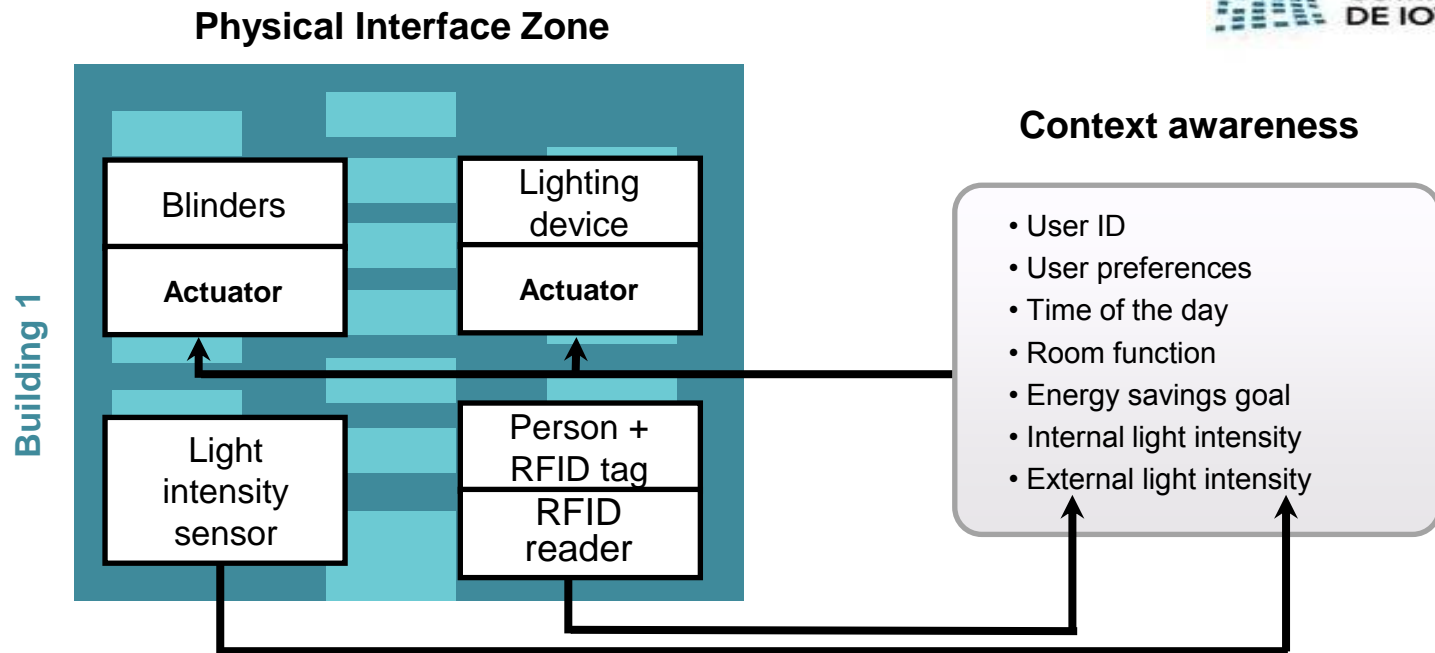 DE IO
Physical Interface Zone
Context awareness
Building 1
Blinders
Actuator
Lighting
device
Actuator
Light
intensity
sensor
Person +
RFID tag
RFID
reader
• User ID
• User preferences
• Time of the day
• Room function
• Energy savings goal
• Internal light intensity
• External light intensity